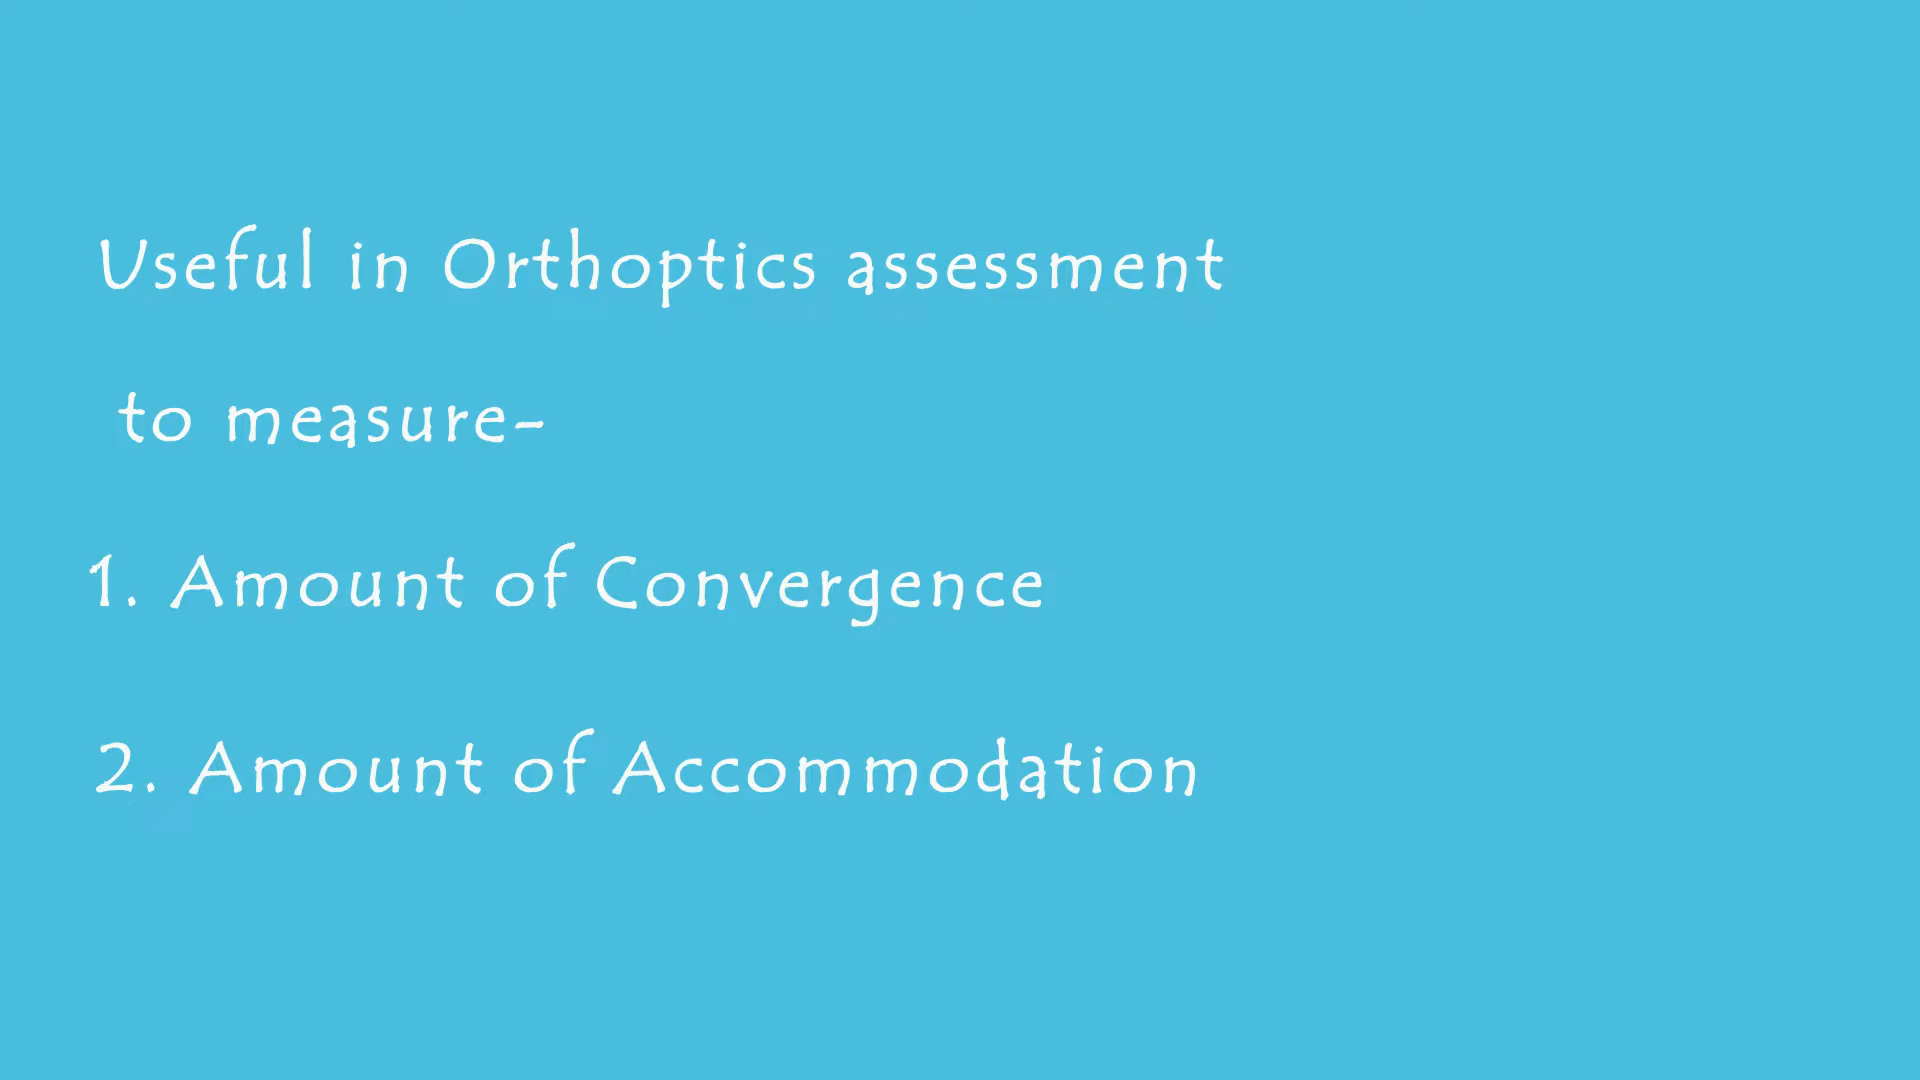 Useful in Orthoptics assessment
to measure-
1. Amount of Convergence
2. Amount of Accommodation